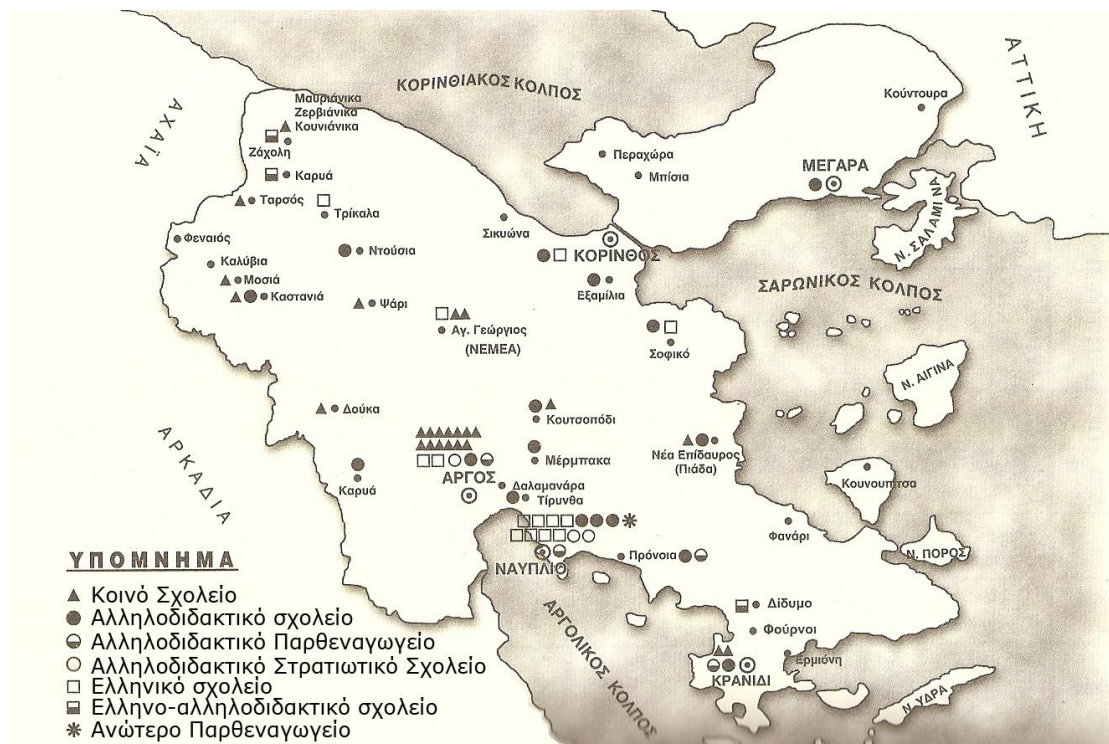 ΚΟΡΙΝΘΙΑΚΟΣ ΚΟΛΠΟΣ
ΑΤΤΙΚΗ
ΑΧΑΪΑ
Μαυριάνικα
Ζερβιάνικα
Κουνιάνικα
Ζάχολη
Καρυά
Ταρσός
Τρίκαλα
Φεναιός
Καλύβια
Μοσιά
Καστανιά
Ντούσια
Ψάρι
Σικυώνα
Κούντουρα
Περαχώρα
Μπίσια
ΜΕΓΑΡΑ
Ν. ΣΑΛΑΜΙΝΑ
ΚΟΡΙΝΘΟΣ
Εξαμίλια
ΣΑΡΩΝΙΚΟΣ ΚΟΛΠΟΣ
Αγ. Γεώργιος
(ΝΕΜΕΑ)
Σοφικό
Ν. ΑΙΓΙΝΑ
Δούκα
Κουτσοπόδι
ΑΡΚΑΔΙΑ
Μέρμπακα
Νέα Επίδαυρος
(Πιάδα)
Καρυά
ΑΡΓΟΣ
Δαλαμανάρα
Τίρυνθα
Κουνουπίτσα
Φανάρι
Ν. ΠΟΡΟΣ
ΝΑΥΠΛΙΟ
Πρόνοια
Δίδυμο
Φούρνοι
Ερμιόνη
ΚΡΑΝΙΔΙ
ΑΡΓΟΛΙΚΟΣ ΚΟΛΠΟΣ
Ν. ΥΔΡΑ
ΥΠΟΜΝΗΜΑ
Κοινό Σχολείο
Αλληλοδιδακτικό σχολείο
Αλληλοδιδακτικό Παρθεναγωγείο
Αλληλοδιδακτικό Στρατιωτικό Σχολείο
Ελληνικό σχολείο
Ελληνο-αλληλοδιδακτικό σχολείο
Ανώτερο Παρθεναγωγείο